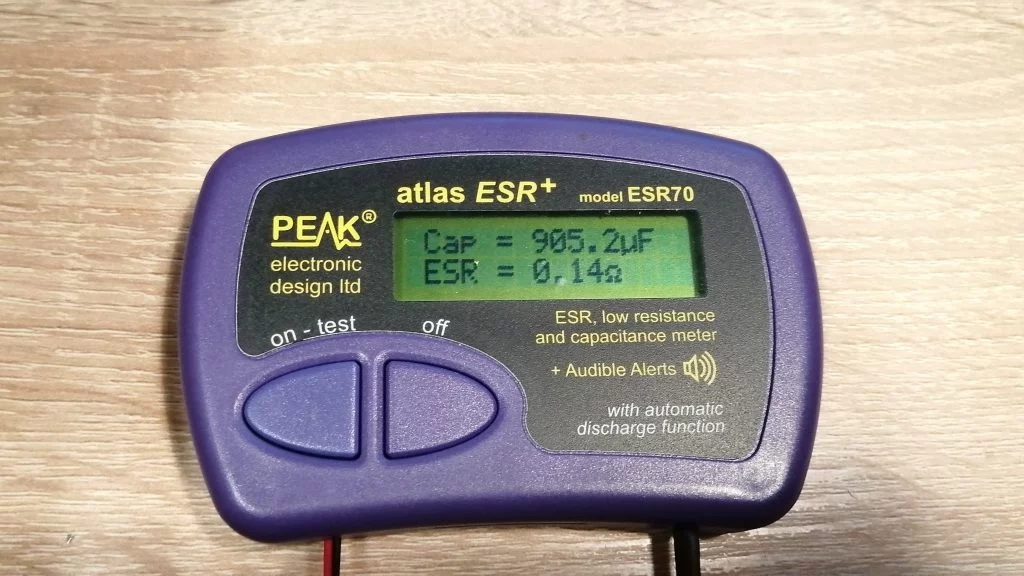 atlas ESR+
model ESR70
PEAK®
electronic
design ltd
Cap = 905.2µF
ESR = 0.14Ω
on - test
off
ESR, low resistance
and capacitance meter
+ Audible Alerts
with automatic
discharge function